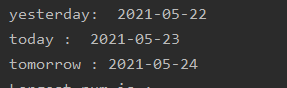 yesterday:  2021-05-22
today :  2021-05-23
tomorrow : 2021-05-24